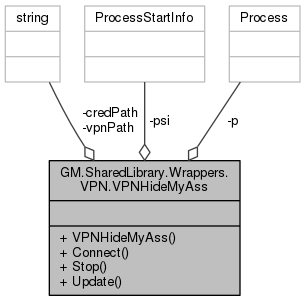 string
ProcessStartInfo
Process
-credPath
-vpnPath
-psi
-p
GM.SharedLibrary.Wrappers.
VPN.VPNHideMyAss
+ VPNHideMyAss()
+ Connect()
+ Stop()
+ Update()